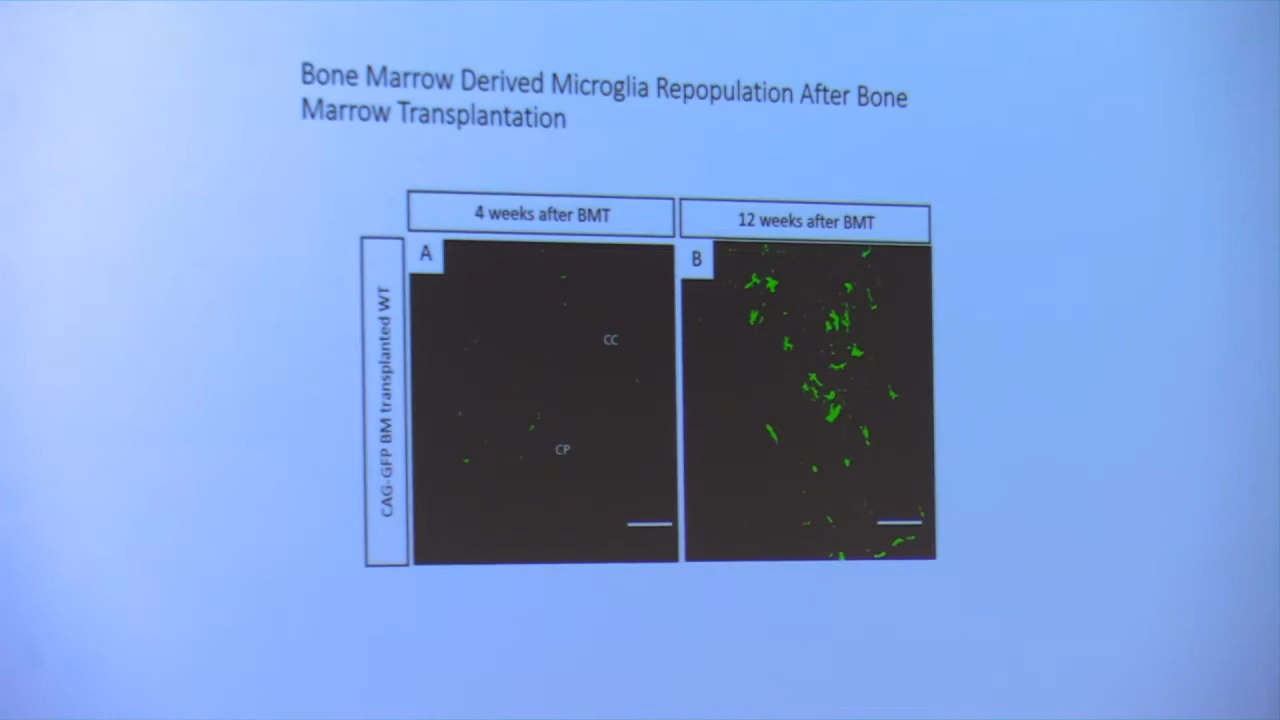 Bone Marrow Derived Microglia Repopulation After Bone
Marrow Transplantation
4 weeks after BMT
12 weeks after BMT
CAG-GFP BM transplanted WT
A
B
CC
CP